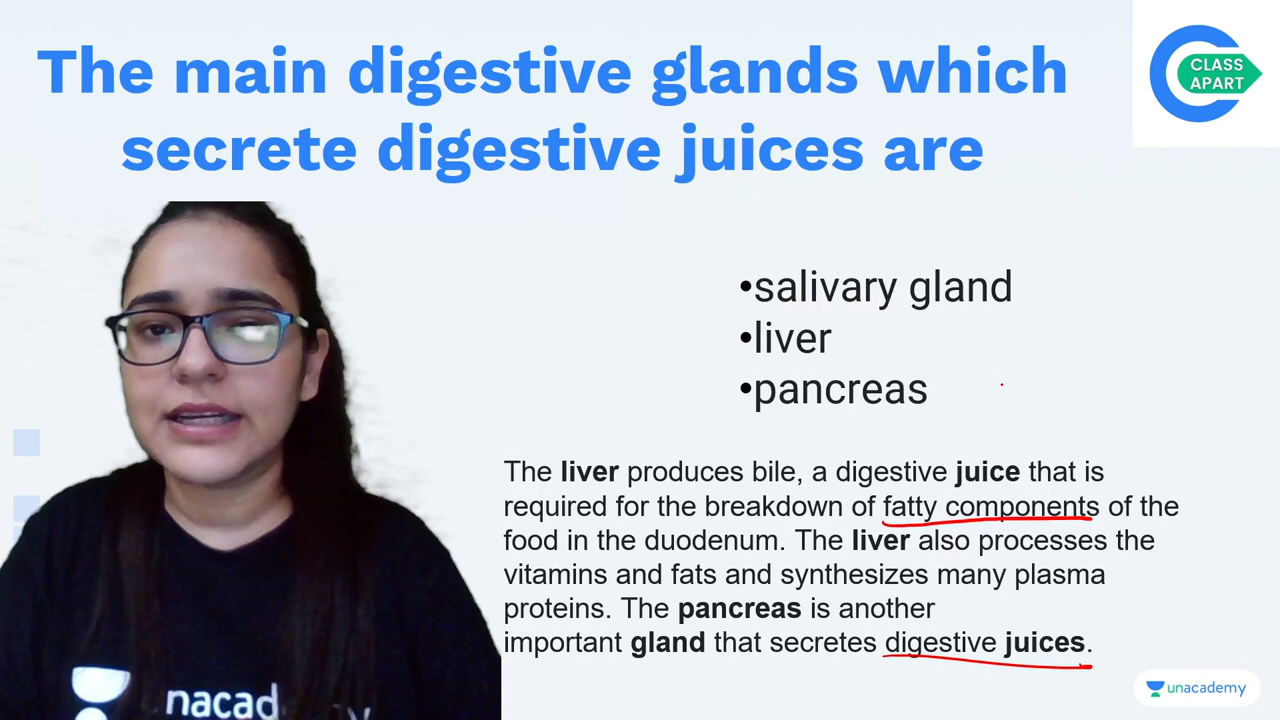 The main digestive glands which
secrete digestive juices are
CLASS
APART
•salivary gland
•liver
•pancreas
The liver produces bile, a digestive juice that is
required for the breakdown of fatty components of the
food in the duodenum. The liver also processes the
vitamins and fats and synthesizes many plasma
proteins. The pancreas is another
important gland that secretes digestive juices.
unacademy